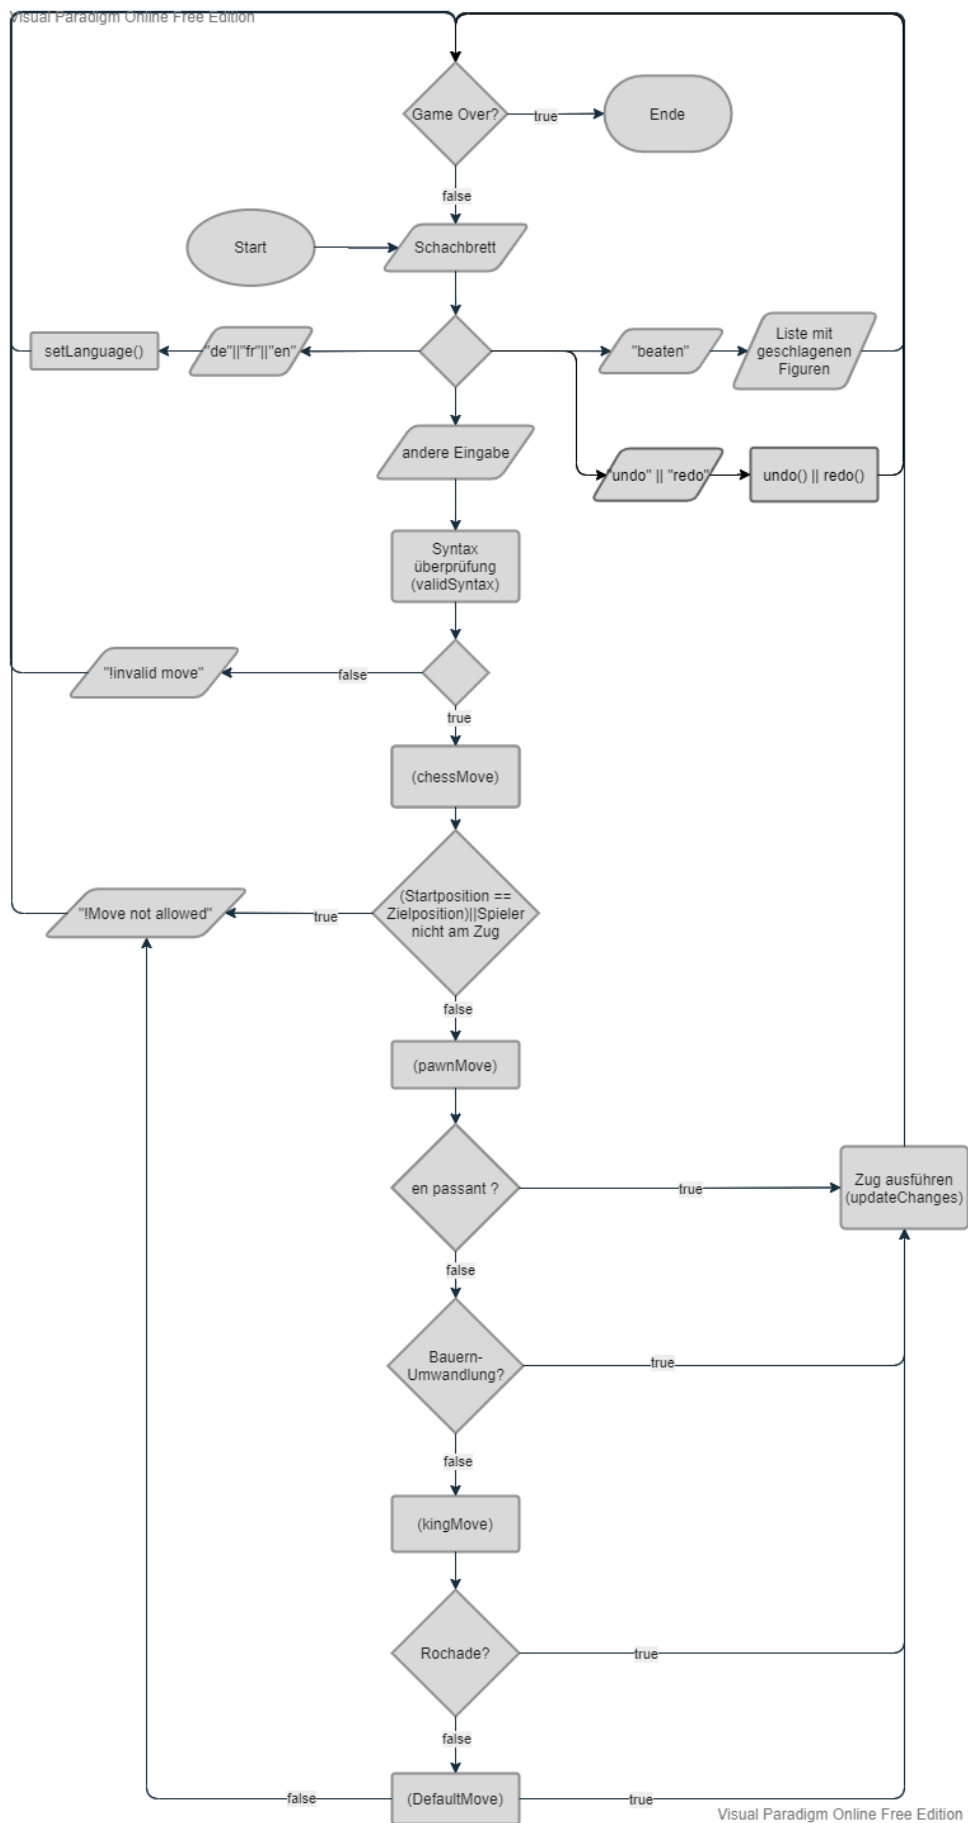 Visual Paradigm Online Free Edition
Game Over?
true
Ende
false
Start
Schachbrett
setLanguage()
"de"||"fr"||"en"
"beaten"
Liste mit
geschlagenen
Figuren
andere Eingabe
"undo" || "redo"
undo() || redo()
Syntax
überprüfung
(validSyntax)
"!invalid move"
false
true
(chessMove)
"!Move not allowed"
true
(Startposition ==
Zielposition)||Spieler
nicht am Zug
false
(pawnMove)
en passant ?
true
Zug ausführen
(updateChanges)
false
Bauern-
Umwandlung?
true
false
(kingMove)
Rochade?
true
false
false
(DefaultMove)
true
Visual Paradigm Online Free Edition